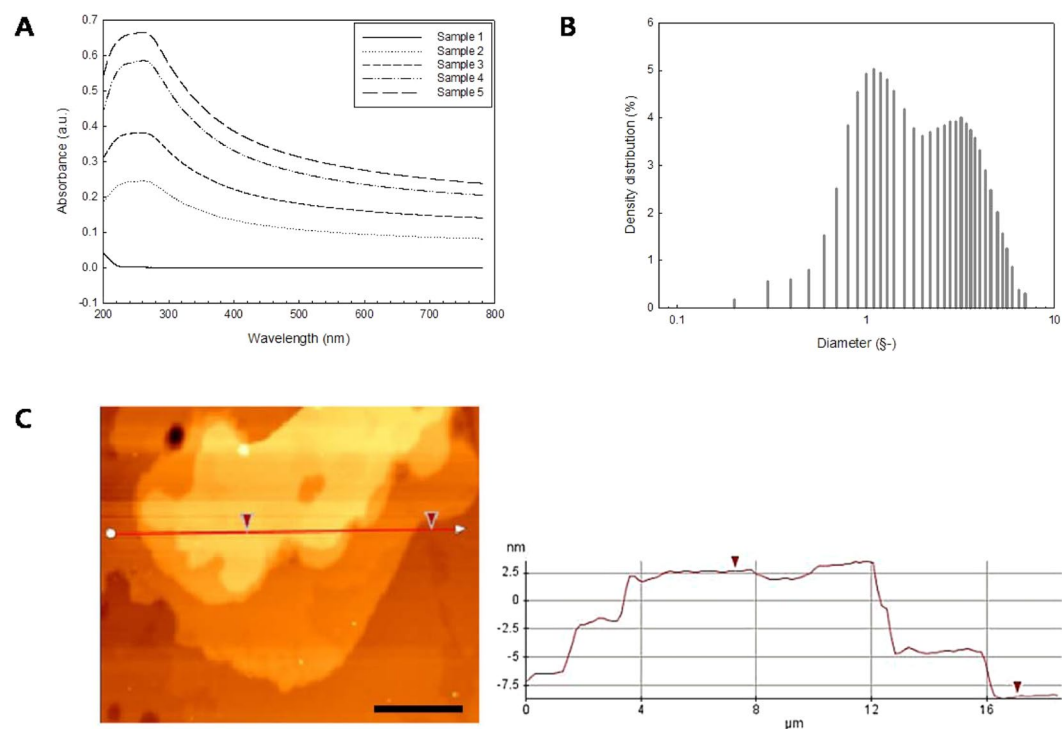 A
0.7
0.6
0.5
0.4
0.3
0.2
0.1
0.0
-0.1
Absorbance (a.u.)
200 300 400 500 600 700 800
Wavelength (nm)
Sample 1
Sample 2
Sample 3
Sample 4
Sample 5
B
6
5
4
3
2
1
0
Density distribution (%)
0.1 1 10
Diameter (§-)
C
nm
2.5
0
-2.5
-5
-7.5
0 4 8 12 16
µm